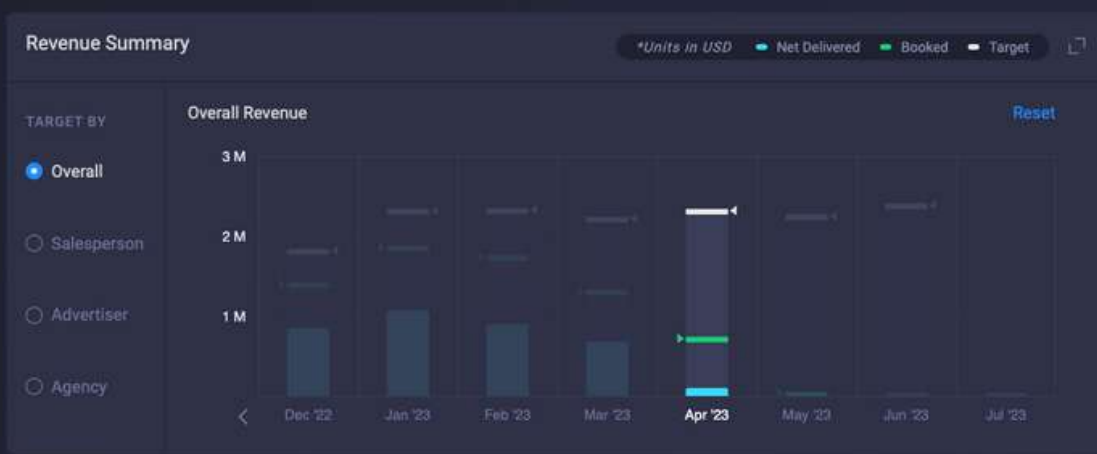 Revenue Summary
*Units in USD Net Delivered Booked Target
TARGET BY
Overall
Salesperson
Advertiser
Agency
Overall Revenue
Reset
3 M
2 M
1 M
Dec '22 Jan '23 Feb '23 Mar '23 Apr '23 May '23 Jun '23 Jul '23